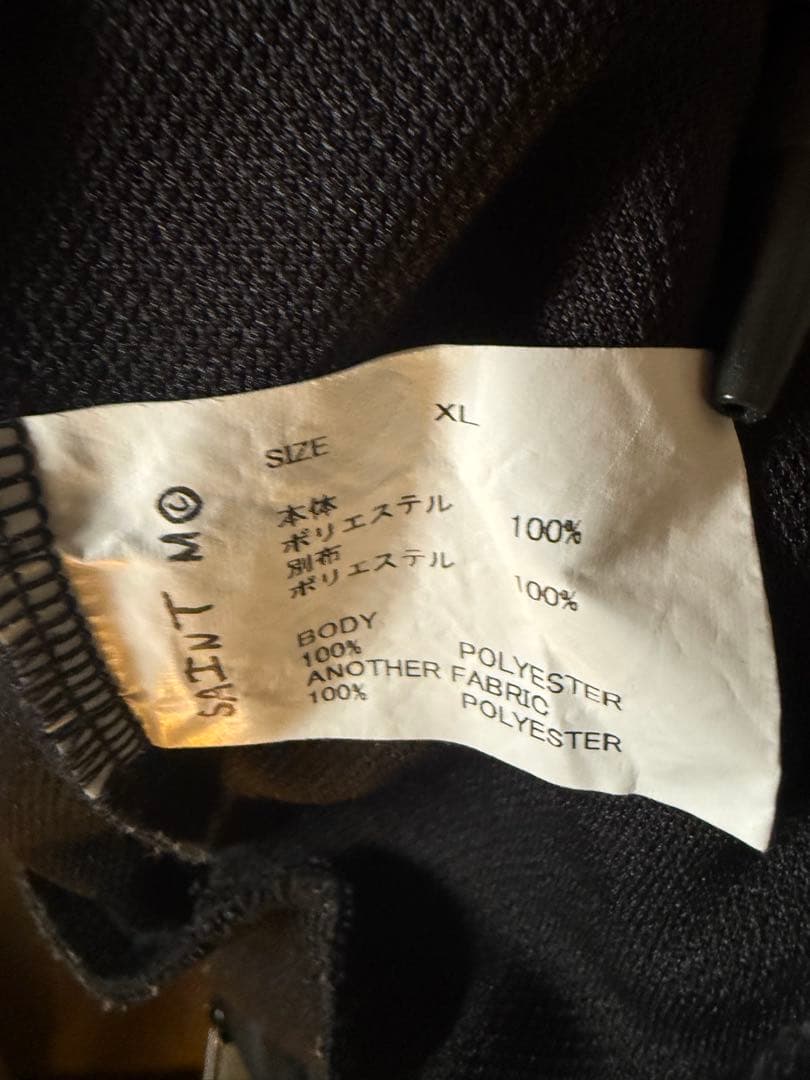 SAINT M©
SIZE XL
本体
ポリエステル 100%
別布
ポリエステル 100%
BODY
100% POLYESTER
ANOTHER FABRIC
100% POLYESTER